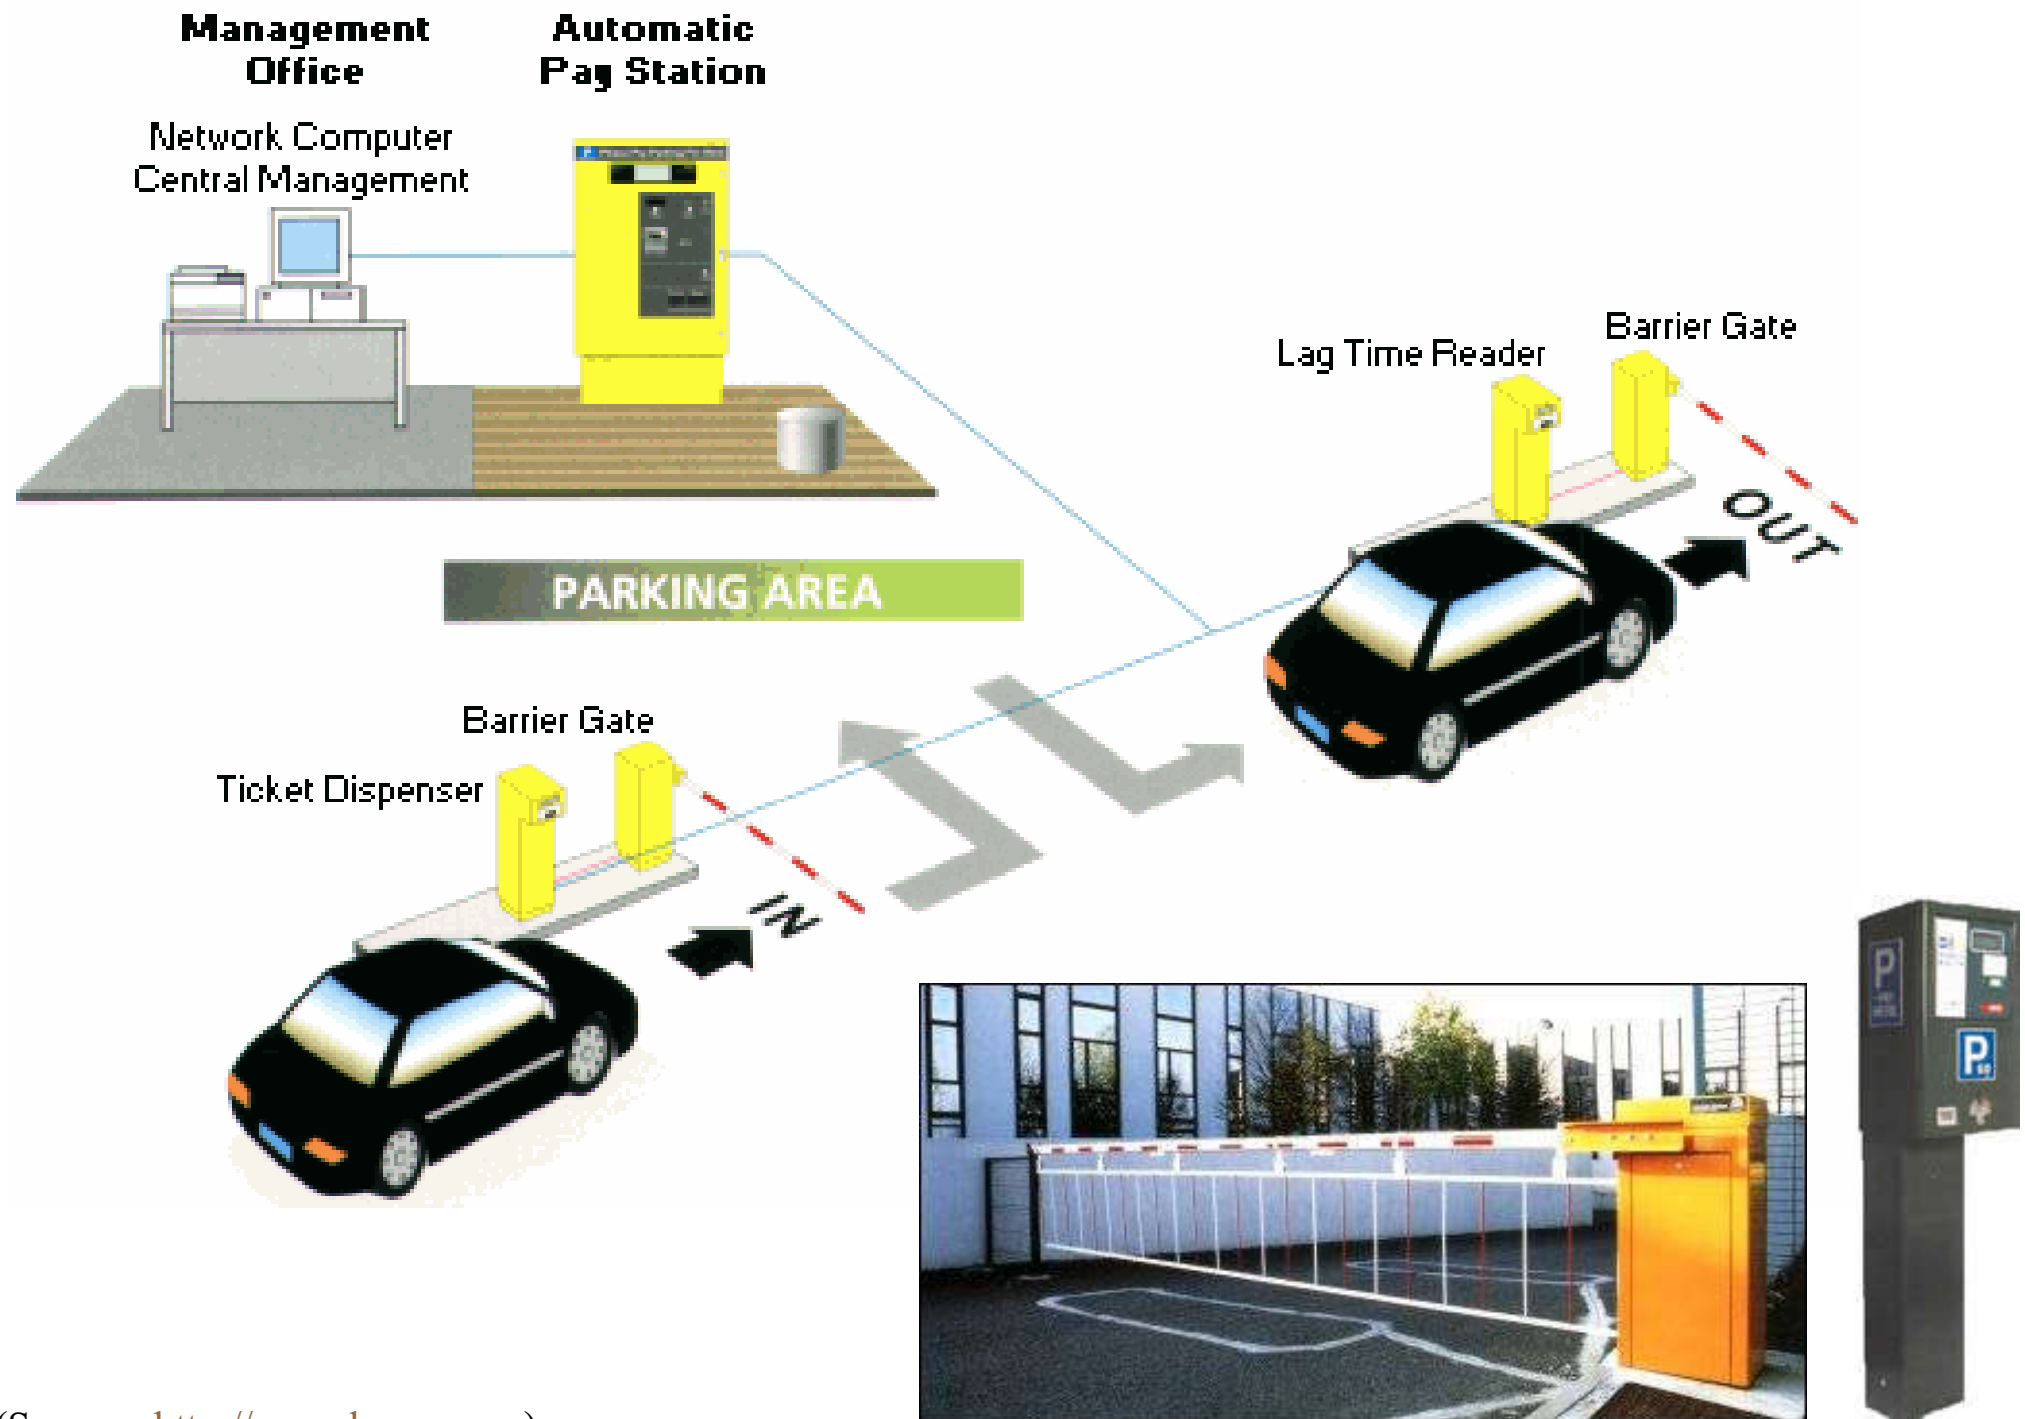 Management
Office
Automatic
Pay Station
Network Computer
Central Management
Barrier Gate
Lag Time Reader
OUT
PARKING AREA
Barrier Gate
Ticket Dispenser
IN
P
P